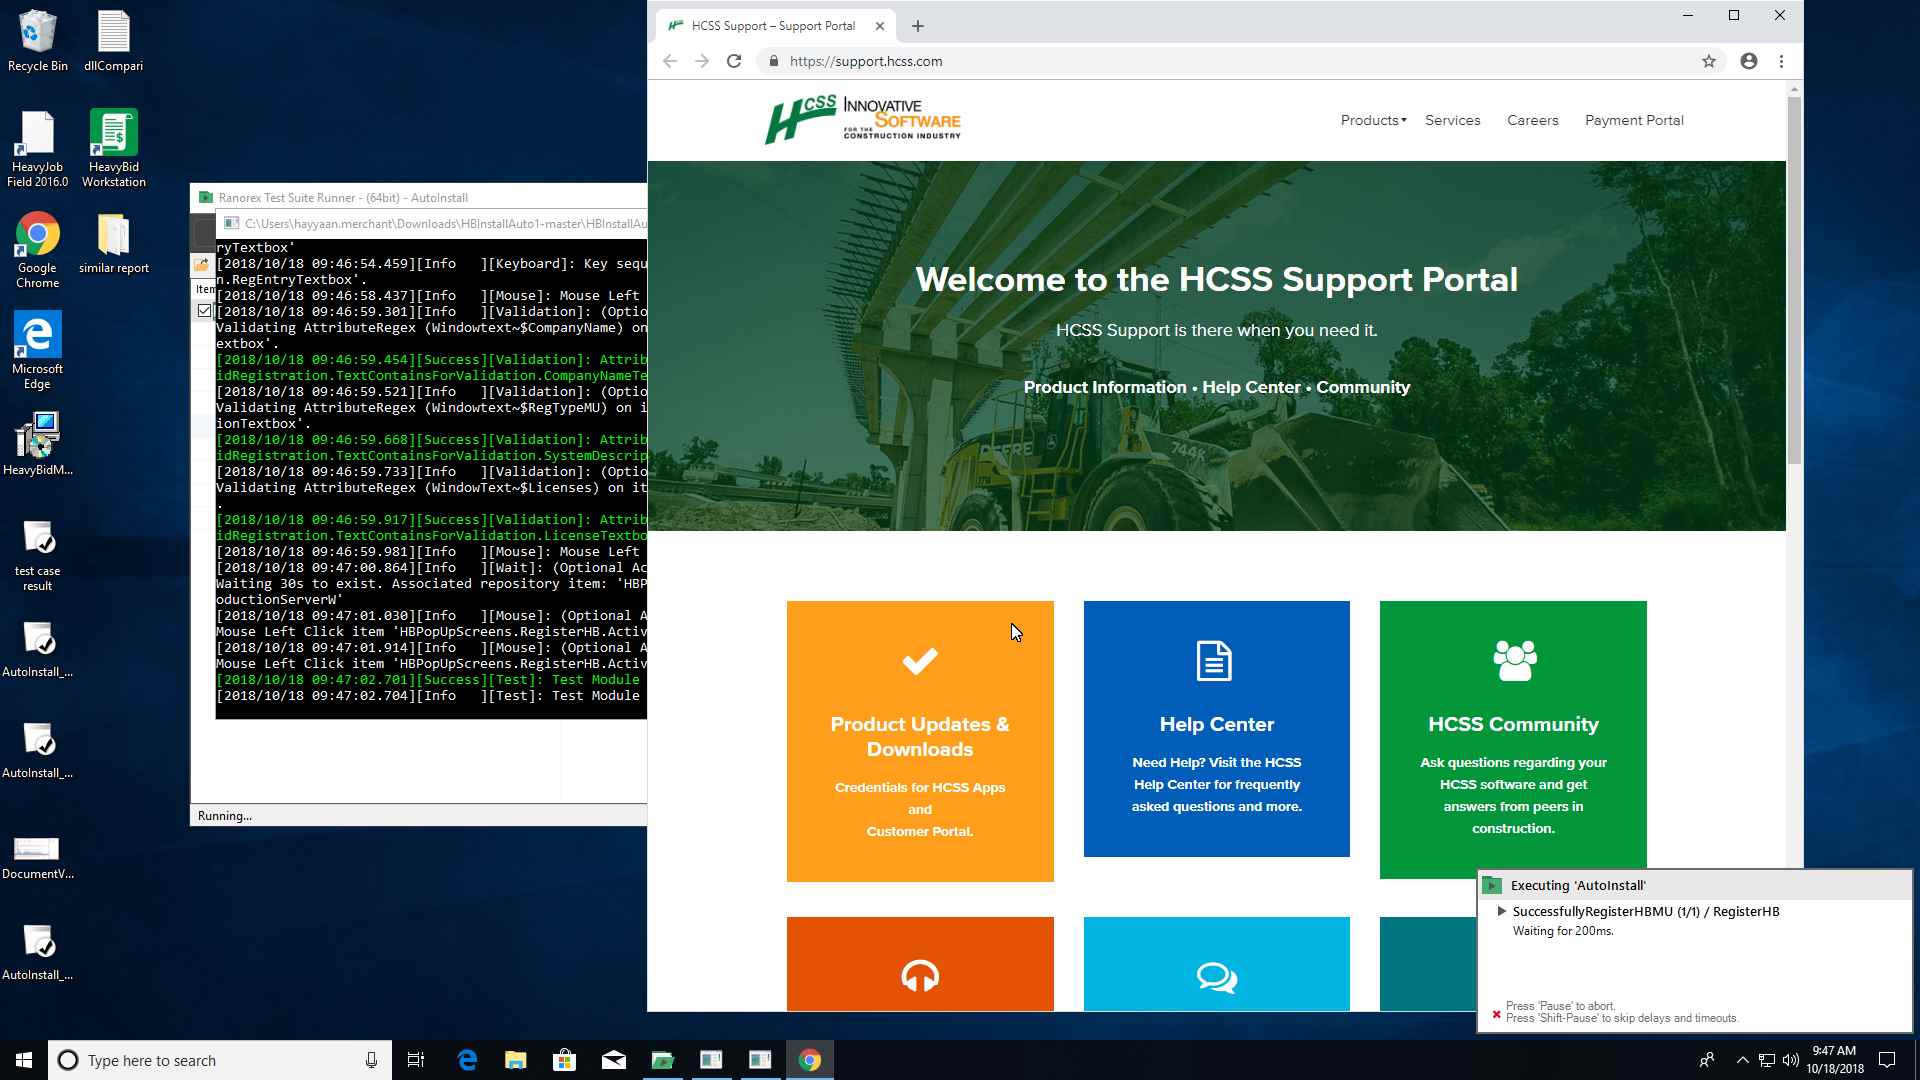 Recycle Bin
dllCompari
HeavyJob
Field 2016.0
HeavyBid
Workstation
Google
Chrome
similar report
Microsoft
Edge
HeavyBidM...
test case
result
AutoInstall_...
AutoInstall_...
DocumentV...
AutoInstall_...
Ranorex Test Suite Runner - (64bit) - AutoInstall
C:\Users\hayyaan.merchant\Downloads\HBInstallAuto1-master\HBInstallAu
Item
ryTextbox'
[2018/10/18 09:46:54.459][Info   ][Keyboard]: Key sequ
n.RegEntryTextbox'.
[2018/10/18 09:46:58.437][Info   ][Mouse]: Mouse Left
[2018/10/18 09:46:59.301][Info   ][Validation]: (Optio
Validating AttributeRegex (Windowtext~$CompanyName) on
extbox'.
[2018/10/18 09:46:59.454][Success][Validation]: Attrib
idRegistration.TextContainsForValidation.CompanyNameTe
[2018/10/18 09:46:59.521][Info   ][Validation]: (Optio
Validating AttributeRegex (Windowtext~$RegTypeMU) on i
ionTextbox'.
[2018/10/18 09:46:59.668][Success][Validation]: Attrib
idRegistration.TextContainsForValidation.SystemDescrip
[2018/10/18 09:46:59.733][Info   ][Validation]: (Optio
Validating AttributeRegex (WindowText~$Licenses) on it
.
[2018/10/18 09:46:59.917][Success][Validation]: Attrib
idRegistration.TextContainsForValidation.LicenseTextbo
[2018/10/18 09:46:59.981][Info   ][Mouse]: Mouse Left
[2018/10/18 09:47:00.864][Info   ][Wait]: (Optional Ac
Waiting 30s to exist. Associated repository item: 'HBP
oductionServerW'
[2018/10/18 09:47:01.030][Info   ][Mouse]: (Optional A
Mouse Left Click item 'HBPopUpScreens.RegisterHB.Activ
[2018/10/18 09:47:01.914][Info   ][Mouse]: (Optional A
Mouse Left Click item 'HBPopUpScreens.RegisterHB.Activ
[2018/10/18 09:47:02.701][Success][Test]: Test Module
[2018/10/18 09:47:02.704][Info   ][Test]: Test Module
Running...
HCSS Support – Support Portal
https://support.hcss.com
HCSS INNOVATIVE
SOFTWARE
FOR THE
CONSTRUCTION INDUSTRY
Products
Services
Careers
Payment Portal
Welcome to the HCSS Support Portal
HCSS Support is there when you need it.
Product Information • Help Center • Community
DEERE
744K
Product Updates &
Downloads
Credentials for HCSS Apps
and
Customer Portal.
Help Center
Need Help? Visit the HCSS
Help Center for frequently
asked questions and more.
HCSS Community
Ask questions regarding your
HCSS software and get
answers from peers in
construction.
Executing 'AutoInstall'
SuccessfullyRegisterHBMU (1/1) / RegisterHB
Waiting for 200ms.
Press 'Pause' to abort.
Press 'Shift-Pause' to skip delays and timeouts.
Type here to search
9:47 AM
10/18/2018